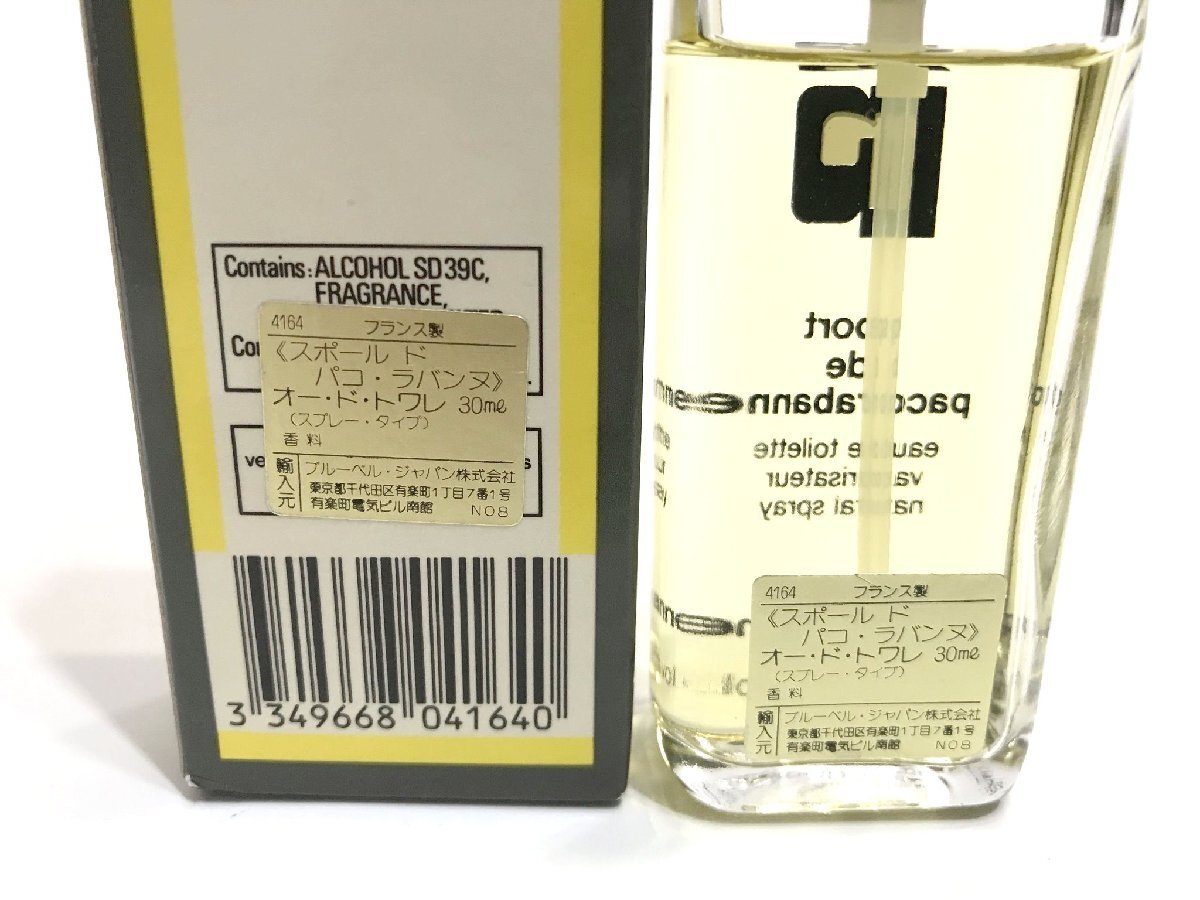 Contains: ALCOHOL SD39C,
FRAGRANCE,
4164 フランス製
《スポール ド
パコ・ラバンヌ》
オー・ド・トワレ 30ml
(スプレー・タイプ)
香料
輸入元
ブルーベル・ジャパン株式会社
東京都千代田区有楽町1丁目7番1号
有楽町電気ビル南館 N08
3 349668 041640
sport
de
paco rabanne
eau de toilette
vaporisateur
natural spray
4164 フランス製
《スポール ド
パコ・ラバンヌ》
オー・ド・トワレ 30ml
(スプレー・タイプ)
香料
輸入元
ブルーベル・ジャパン株式会社
東京都千代田区有楽町1丁目7番1号
有楽町電気ビル南館 N08